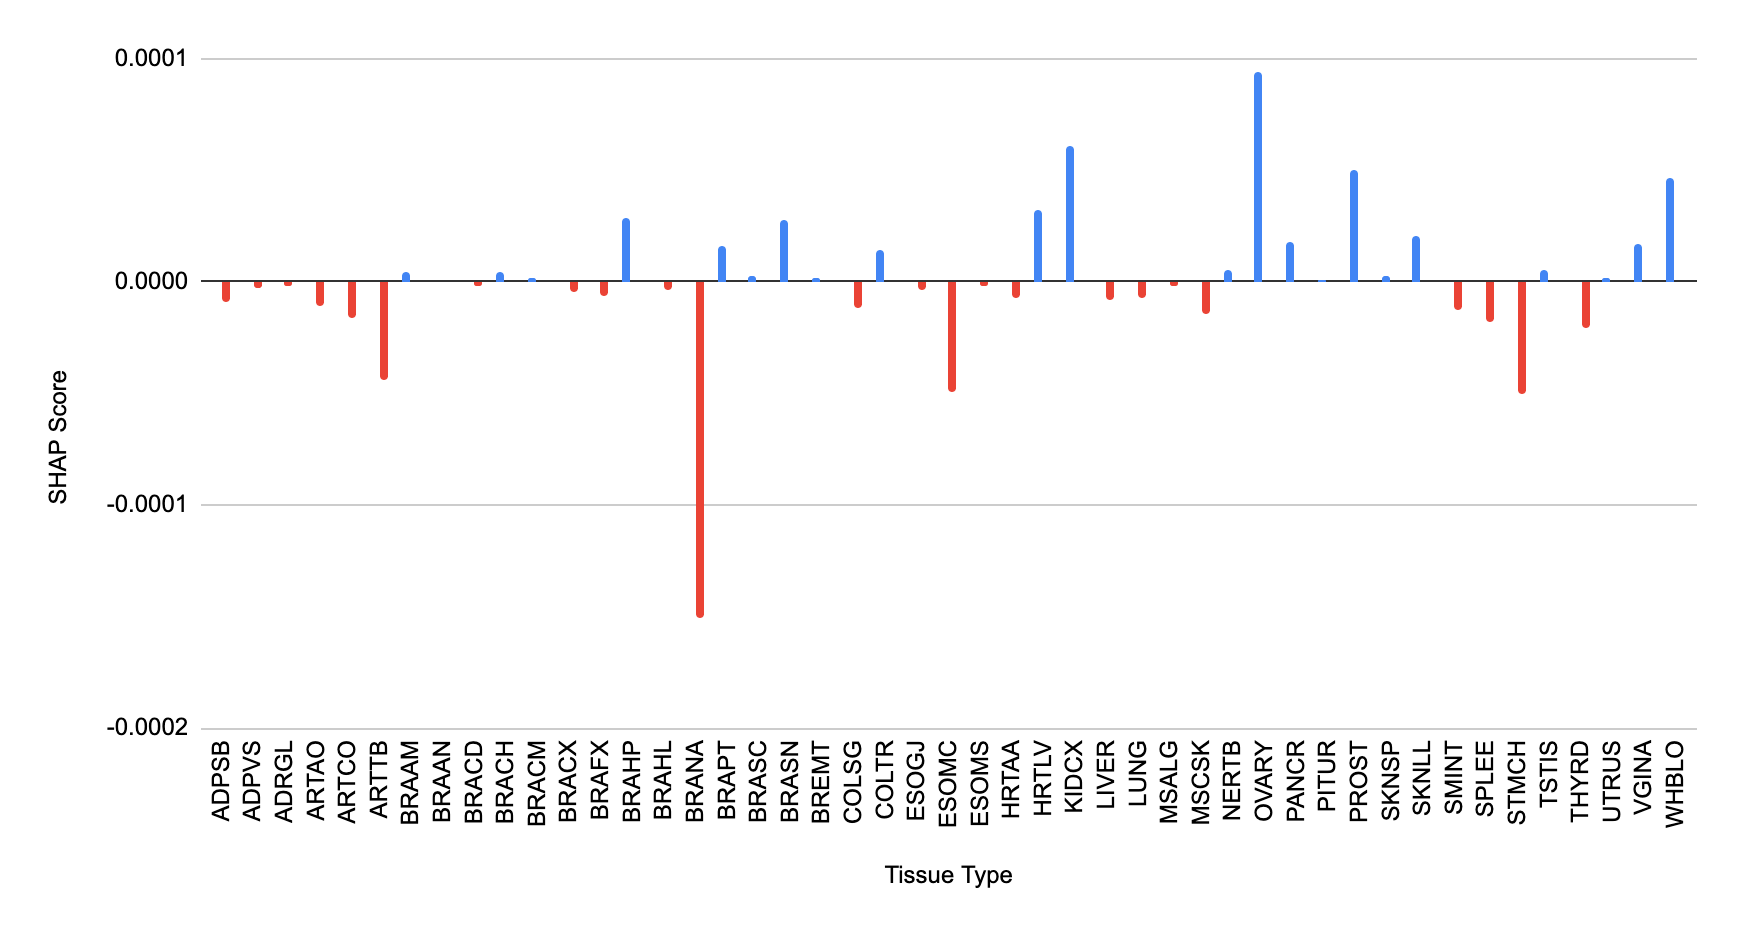 0.0001
0.0000
-0.0001
-0.0002
SHAP Score
ADPSB
ADPVS
ADRGL
ARTAO
ARTCO
ARTTB
BRAAM
BRAAN
BRACD
BRACH
BRACM
BRACX
BRAFX
BRAHP
BRAHL
BRANA
BRAPT
BRASC
BRASN
BREMT
COLSG
COLTR
ESOGJ
ESOMC
ESOMS
HRTAA
HRTLV
KIDCX
LIVER
LUNG
MSALG
MSCSK
NERTB
OVARY
PANCR
PITUR
PROST
SKNSP
SKNLL
SMINT
SPLEE
STMCH
TSTIS
THYRD
UTRUS
VGINA
WHBLO
Tissue Type